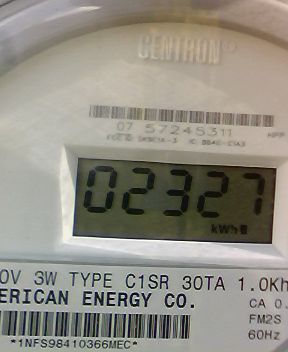 CENTRON®
07 57245311
02327
kWh
0V 3W TYPE C1SR 30TA 1.0Kh
ERICAN ENERGY CO.
CA 0.
FM2S
60Hz
*1NFS98410366MEC*